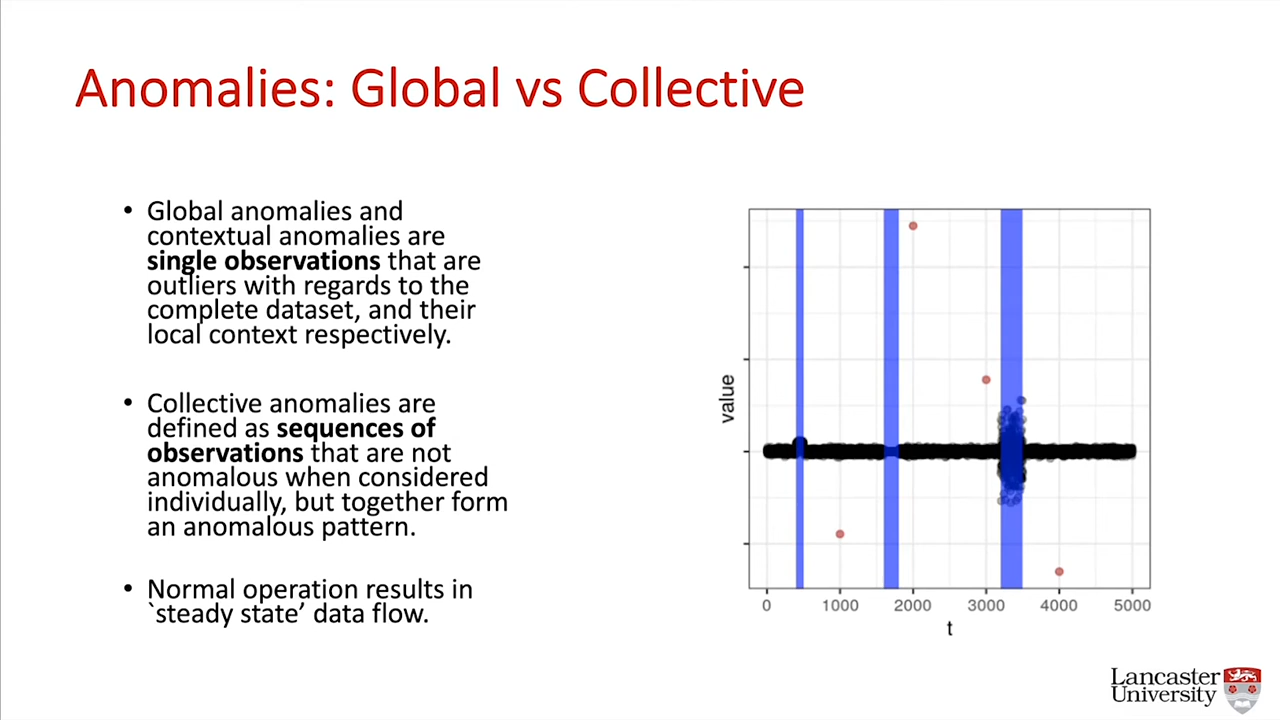 Anomalies: Global vs Collective
• Global anomalies and
contextual anomalies are
single observations that are
outliers with regards to the
complete dataset, and their
local context respectively.
• Collective anomalies are
defined as sequences of
observations that are not
anomalous when considered
individually, but together form
an anomalous pattern.
• Normal operation results in
`steady state’ data flow.
value
0 1000 2000 3000 4000 5000
t
Lancaster
University